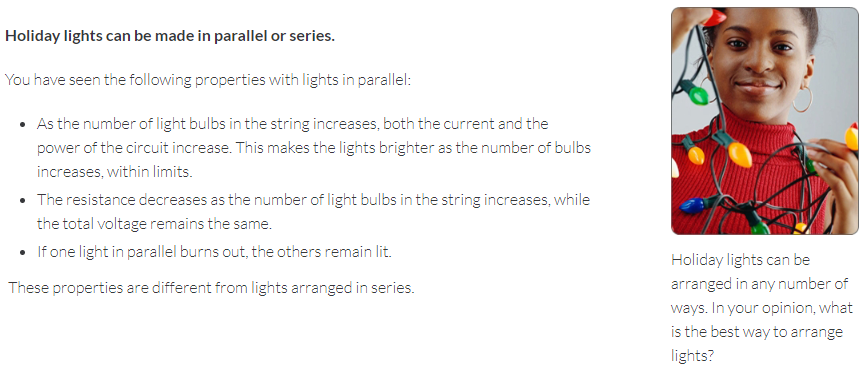 Holiday lights can be made in parallel or series.
You have seen the following properties with lights in parallel:
• As the number of light bulbs in the string increases, both the current and the
power of the circuit increase. This makes the lights brighter as the number of bulbs
increases, within limits.
• The resistance decreases as the number of light bulbs in the string increases, while
the total voltage remains the same.
• If one light in parallel burns out, the others remain lit.
These properties are different from lights arranged in series.
Holiday lights can be
arranged in any number of
ways. In your opinion, what
is the best way to arrange
lights?